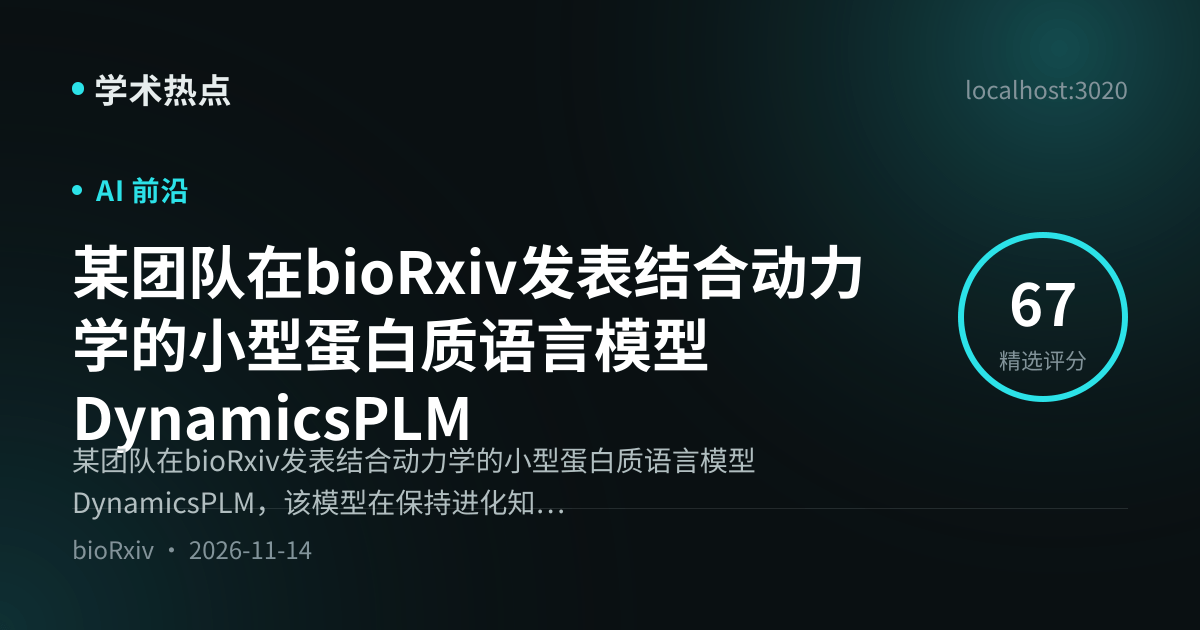 学术热点
localhost:3020
AI 前沿
某团队在bioRxiv发表结合动力
学的小型蛋白质语言模型
DynamicsPLM
67
精选评分
某团队在bioRxiv发表结合动力学的小型蛋白质语言模型
DynamicsPLM，该模型在保持进化知…
bioRxiv · 2026-11-14